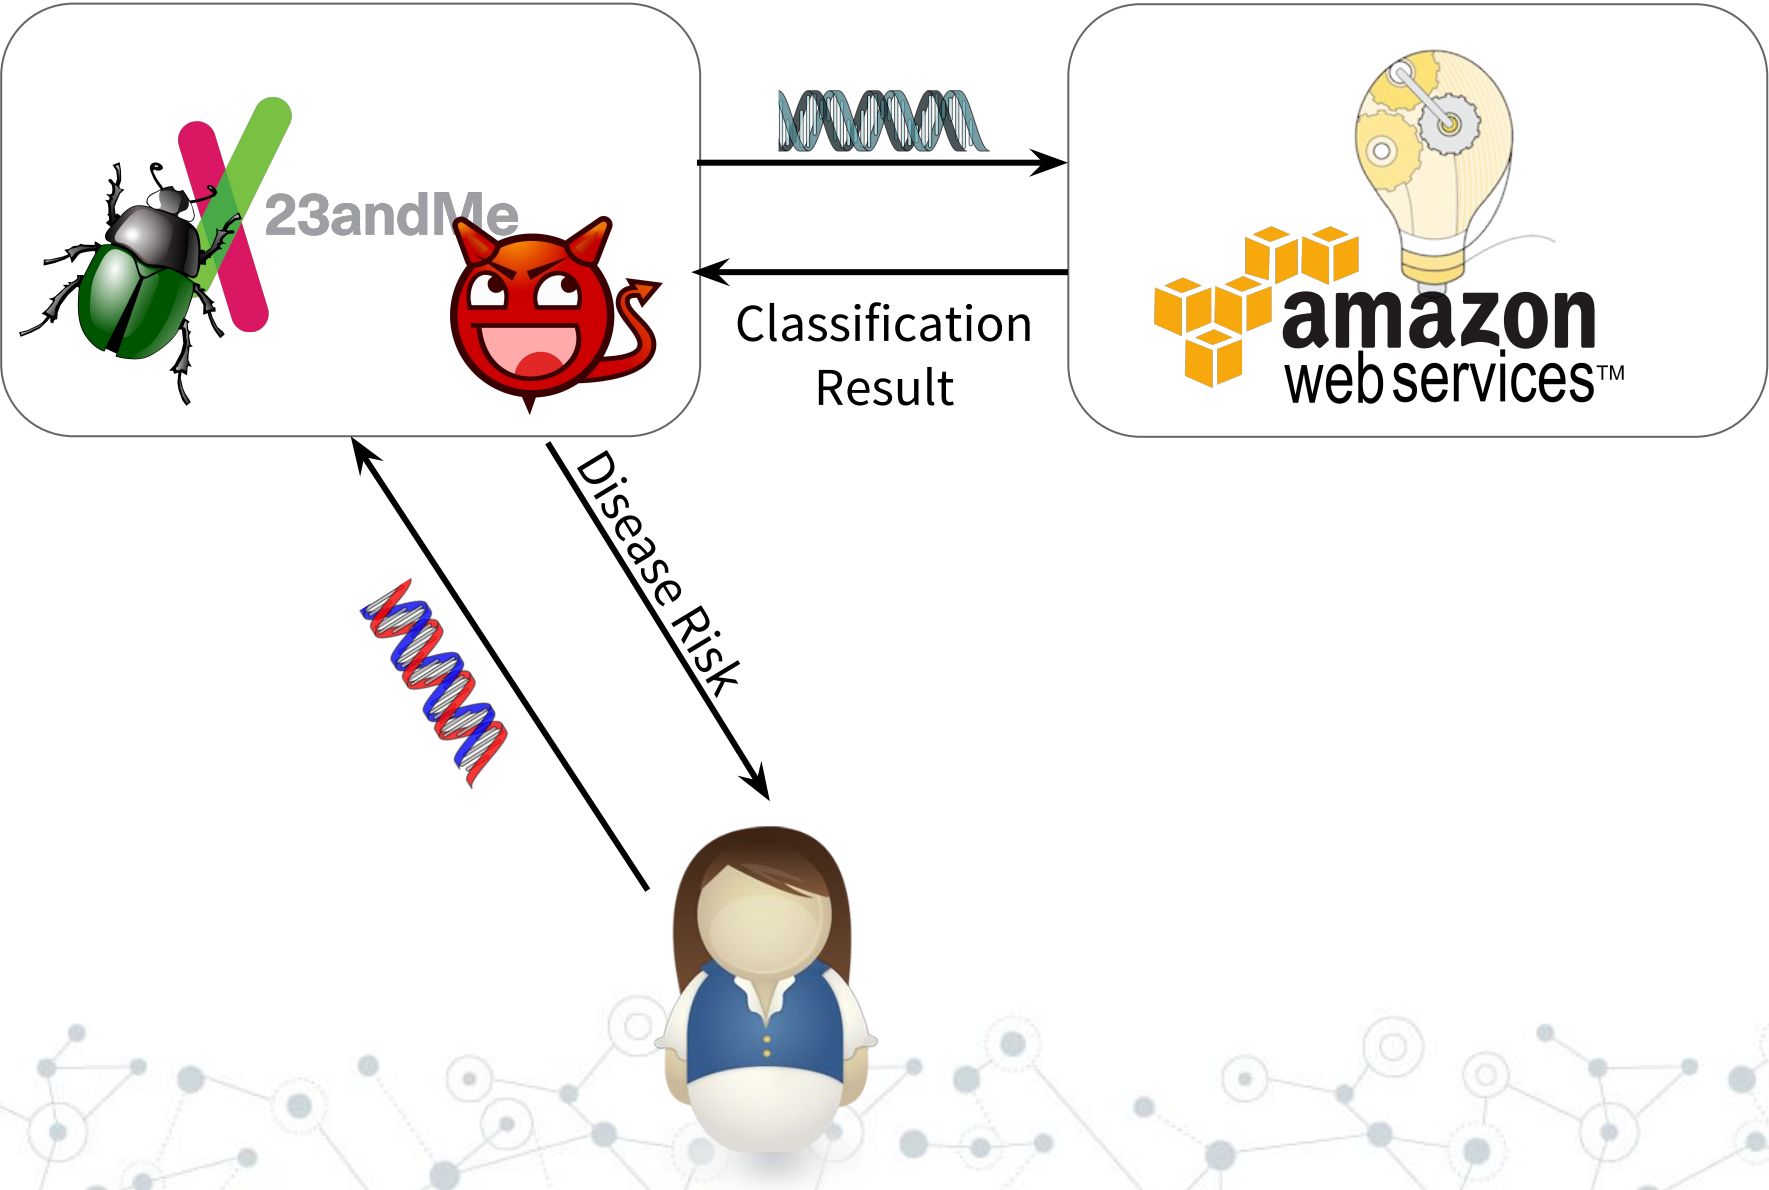 23andMe
Classification
Result
amazon
web services™
Disease Risk